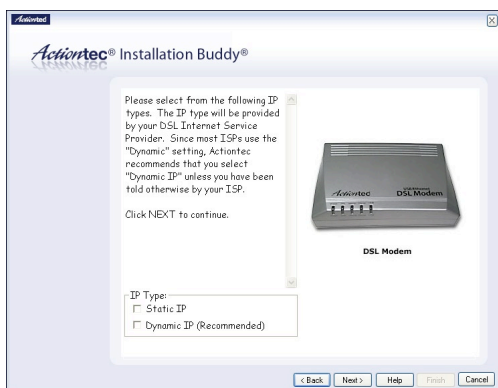 Actiontec
Actiontec® Installation Buddy®
Please select from the following IP
types. The IP type will be provided
by your DSL Internet Service
Provider. Since most ISPs use the
"Dynamic" setting, Actiontec
recommends that you select
"Dynamic IP" unless you have been
told otherwise by your ISP.
Click NEXT to continue.
Actiontec
DSL Modem
DSL Modem
IP Type:
Static IP
Dynamic IP (Recommended)
< Back Next > Help Finish Cancel